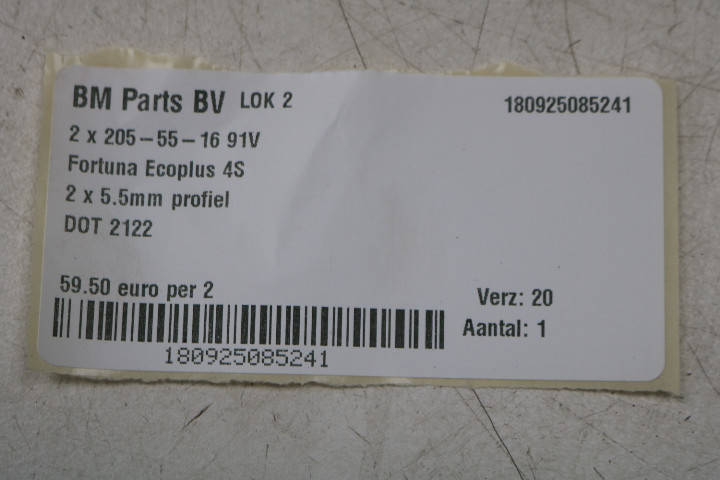 BM Parts BV LOK 2 180925085241
2 x 205-55-16 91V
Fortuna Ecoplus 4S
2 x 5.5mm profiel
DOT 2122
59.50 euro per 2
Verz: 20
Aantal: 1
180925085241